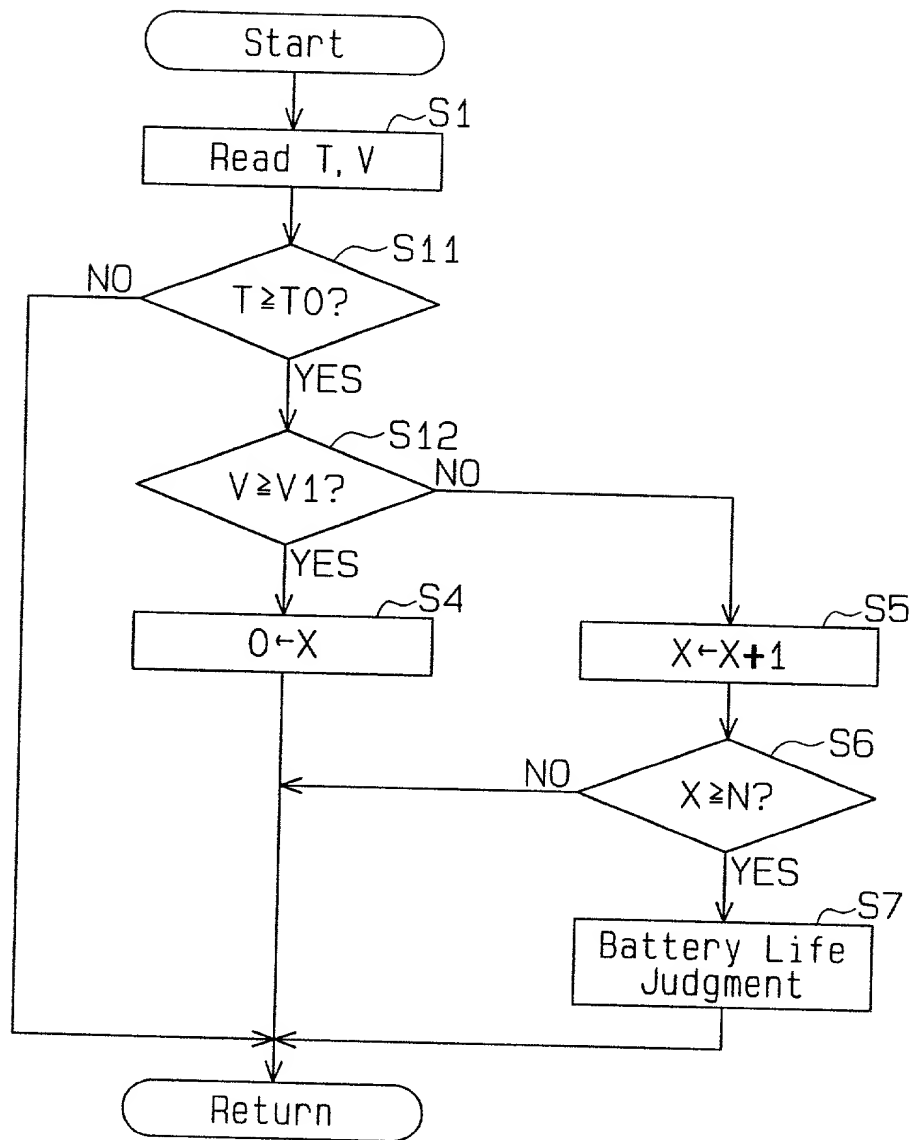 Start
S1
Read T, V
S11
NO
T≧T0?
YES
S12
V≧V1?
NO
YES
S4
0←X
S5
X←X+1
S6
NO
X≧N?
YES
S7
Battery Life
Judgment
Return